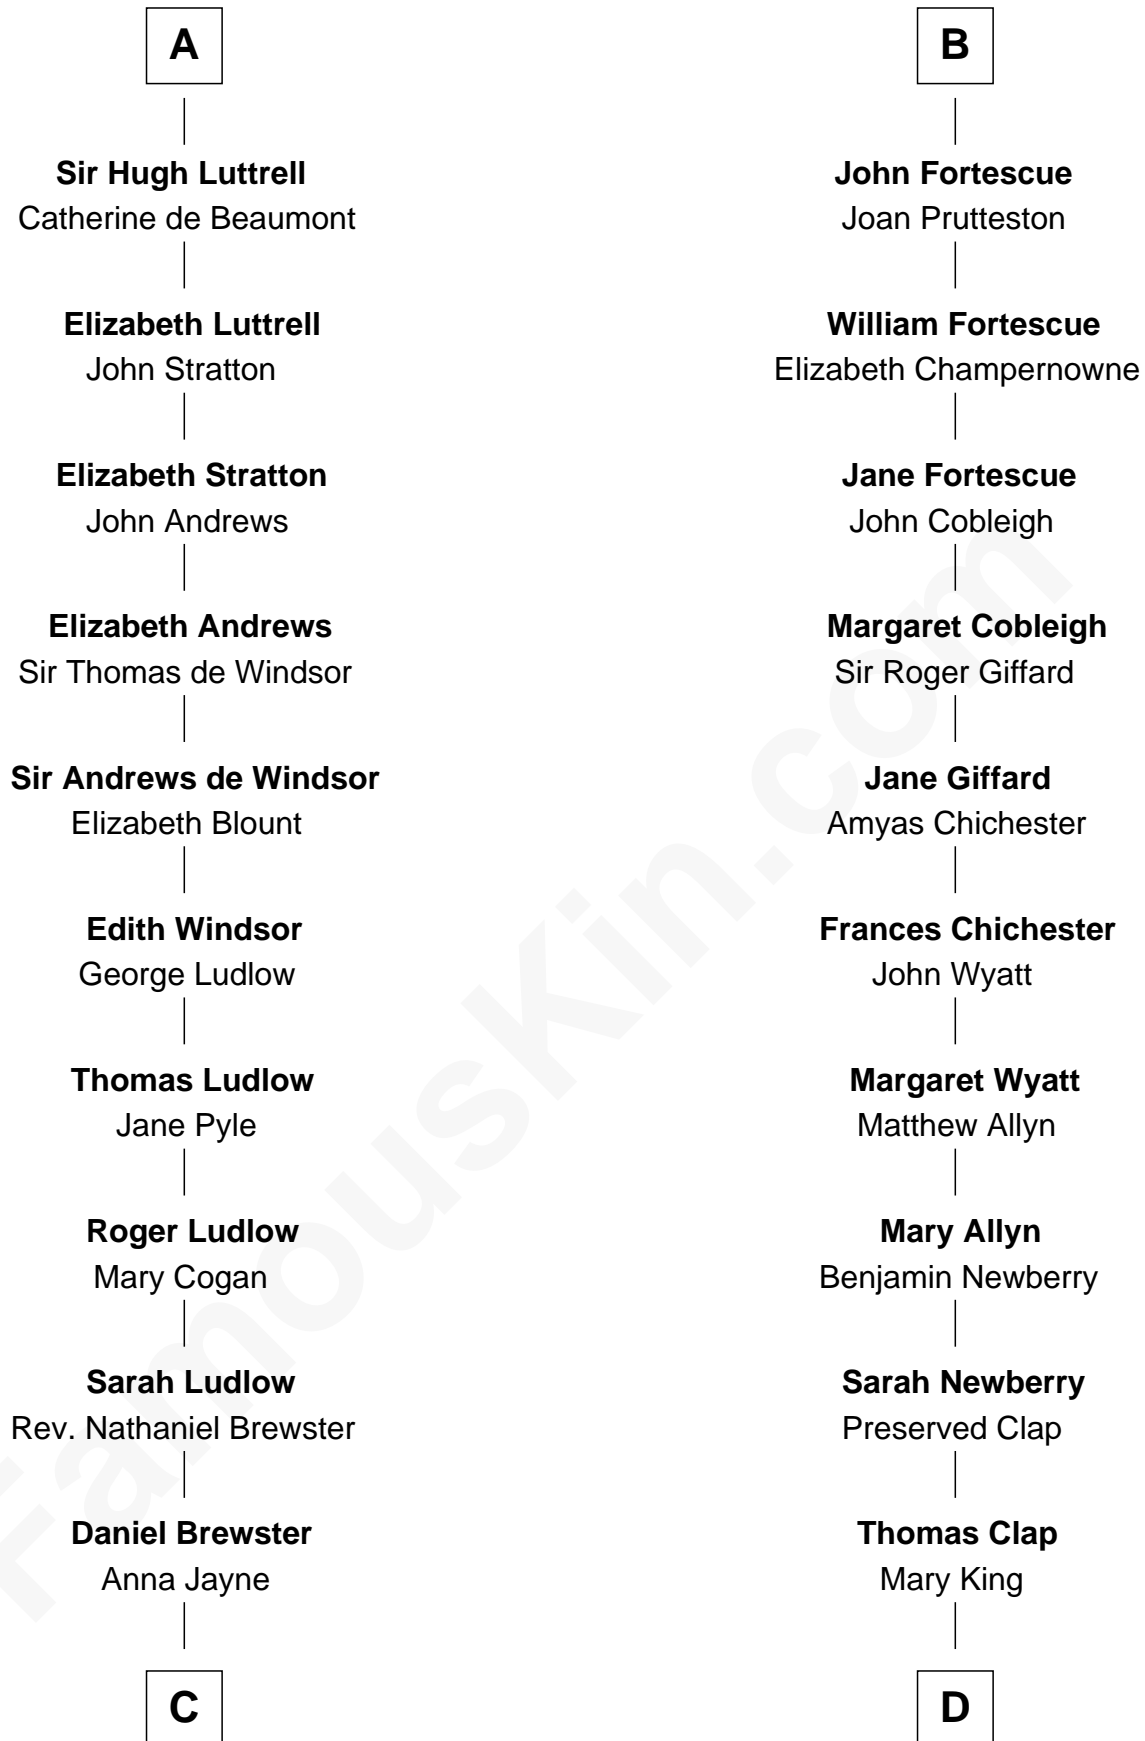 A
Sir Hugh Luttrell
Catherine de Beaumont
Elizabeth Luttrell
John Stratton
Elizabeth Stratton
John Andrews
Elizabeth Andrews
Sir Thomas de Windsor
Sir Andrews de Windsor
Elizabeth Blount
Edith Windsor
George Ludlow
Thomas Ludlow
Jane Pyle
Roger Ludlow
Mary Cogan
Sarah Ludlow
Rev. Nathaniel Brewster
Daniel Brewster
Anna Jayne
C
B
John Fortescue
Joan Prutteston
William Fortescue
Elizabeth Champernowne
Jane Fortescue
John Cobleigh
Margaret Cobleigh
Sir Roger Giffard
Jane Giffard
Amyas Chichester
Frances Chichester
John Wyatt
Margaret Wyatt
Matthew Allyn
Mary Allyn
Benjamin Newberry
Sarah Newberry
Preserved Clap
Thomas Clap
Mary King
D
FamousKin.com